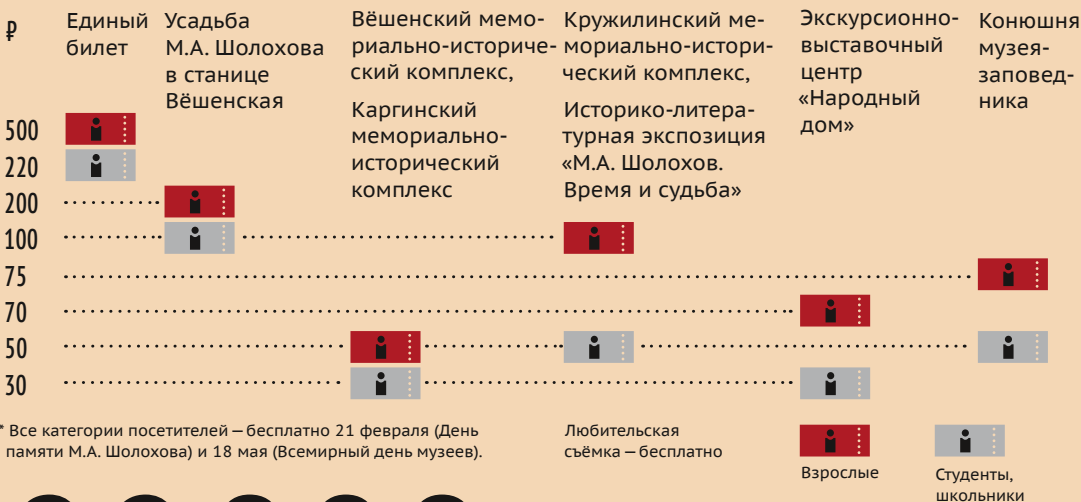 ₽
Единый
билет
Усадьба
М.А. Шолохова
в станице
Вёшенская
Вёшенский мемо-
риально-историче-
ский комплекс,
Каргинский
мемориально-
исторический
комплекс
Кружилинский ме-
мориально-истори-
ческий комплекс,
Историко-литера-
турная экспозиция
«М.А. Шолохов.
Время и судьба»
Экскурсионно-
выставочный
центр
«Народный
дом»
Конюшня
музея-
заповед-
ника
500
220
200
100
75
70
50
30
* Все категории посетителей — бесплатно 21 февраля (День
памяти М.А. Шолохова) и 18 мая (Всемирный день музеев).
Любительская
съёмка — бесплатно
Взрослые
Студенты,
школьники